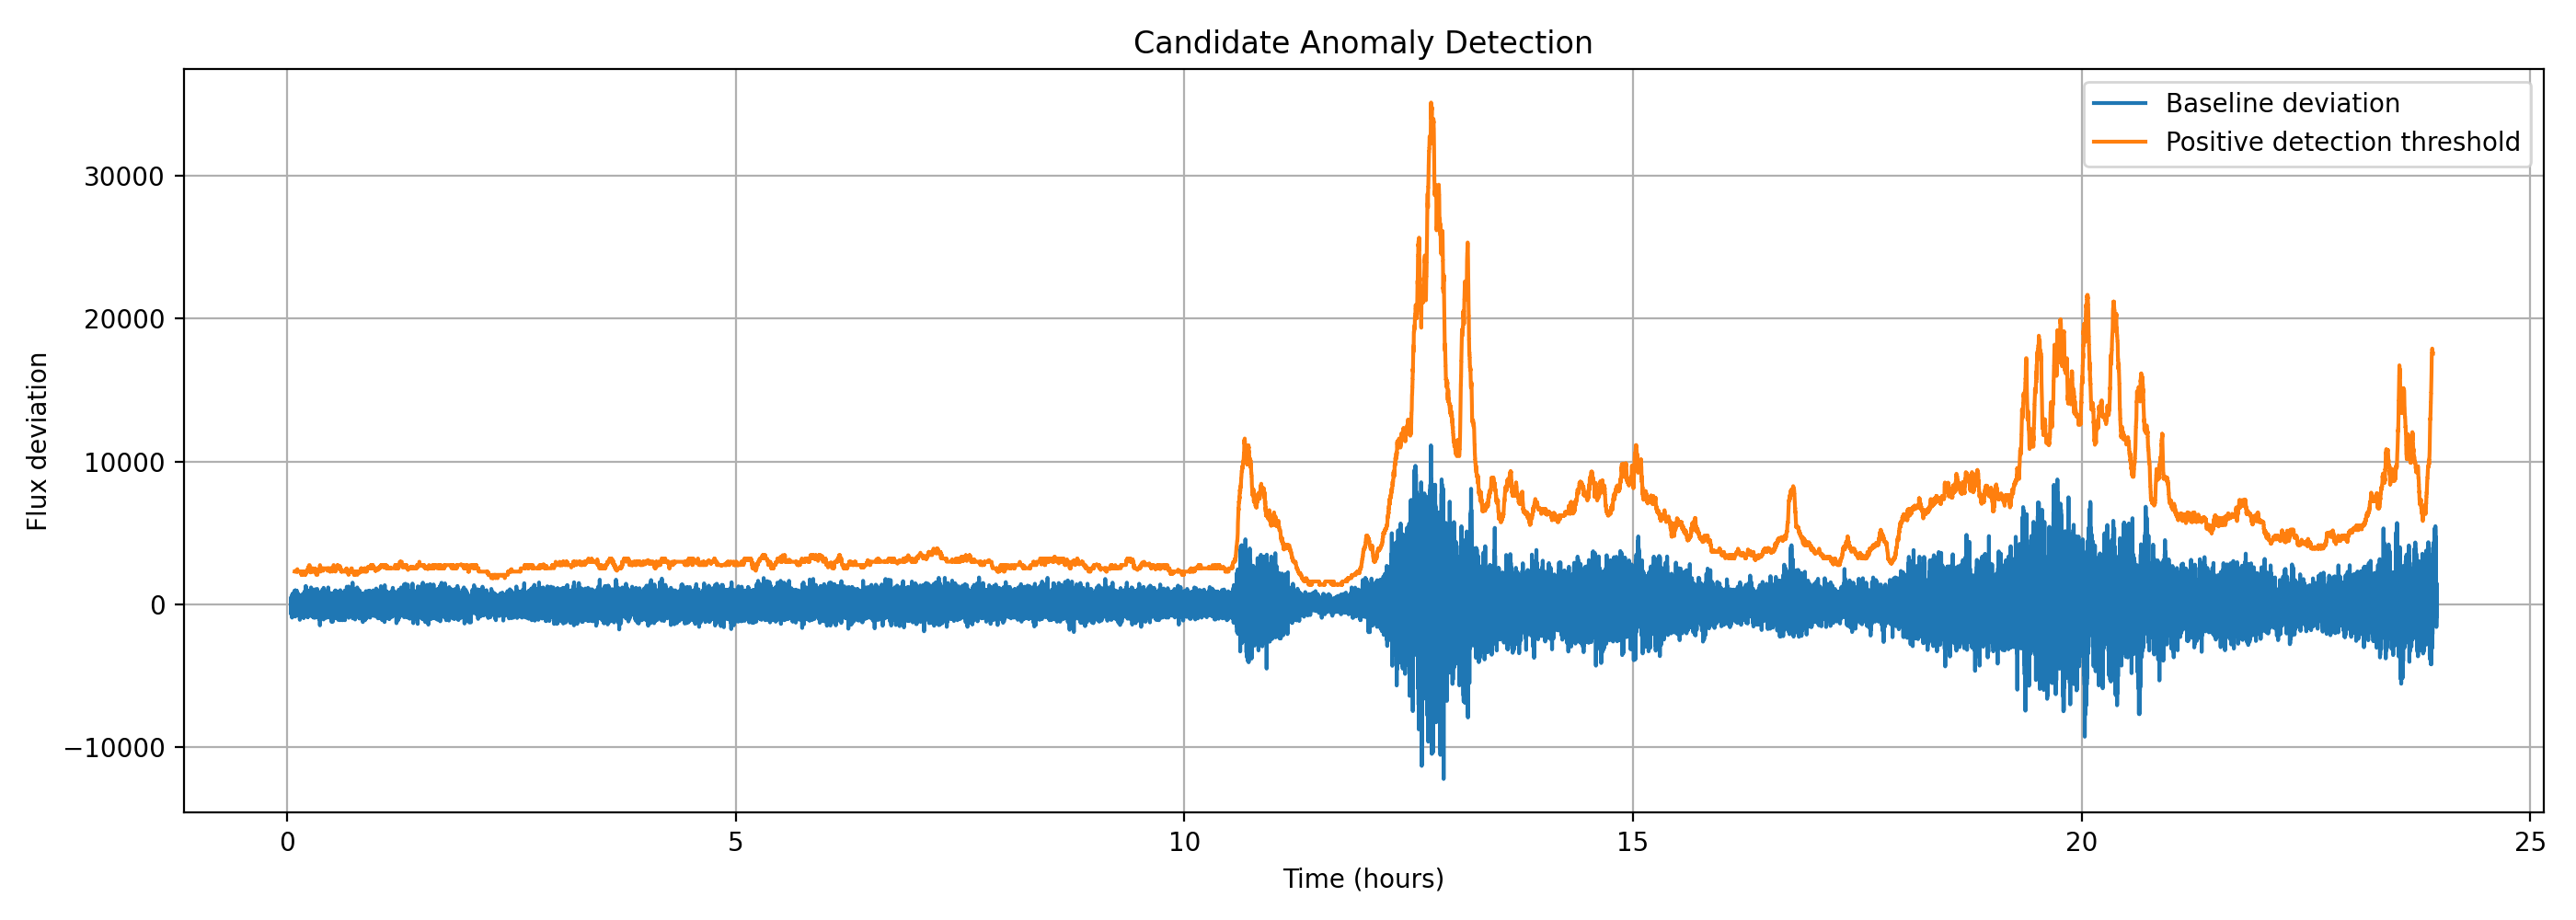 Candidate Anomaly Detection
Baseline deviation
Positive detection threshold
Flux deviation
30000
20000
10000
0
−10000
0 5 10 15 20 25
Time (hours)